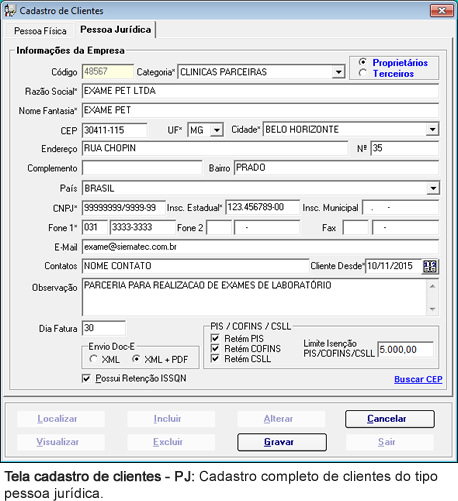 Cadastro de Clientes
Pessoa Física Pessoa Jurídica
Informações da Empresa
Código 48567 Categoria* CLINICAS PARCEIRAS Proprietários
Terceiros
Razão Social* EXAME PET LTDA
Nome Fantasia* EXAME PET
CEP 30411-115 UF* MG Cidade* BELO HORIZONTE
Endereço RUA CHOPIN Nº 35
Complemento Bairro PRADO
País BRASIL
CNPJ* 99999999/9999-99 Insc. Estadual* 123.456789-00 Insc. Municipal . -
Fone 1* 031 3333-3333 Fone 2 - Fax -
E-Mail exame@siematec.com.br
Contatos NOME CONTATO Cliente Desde* 10/11/2015
Observação PARCERIA PARA REALIZACAO DE EXAMES DE LABORATÓRIO
Dia Fatura 30 PIS / COFINS / CSLL
Envio Doc-E Retém PIS
XML XML + PDF Retém COFINS Limite Isenção
Retém CSLL PIS/COFINS/CSLL 5.000,00
Possui Retenção ISSQN Buscar CEP
Localizar Incluir Alterar Cancelar
Visualizar Excluir Gravar Sair
Tela cadastro de clientes - PJ: Cadastro completo de clientes do tipo
pessoa jurídica.